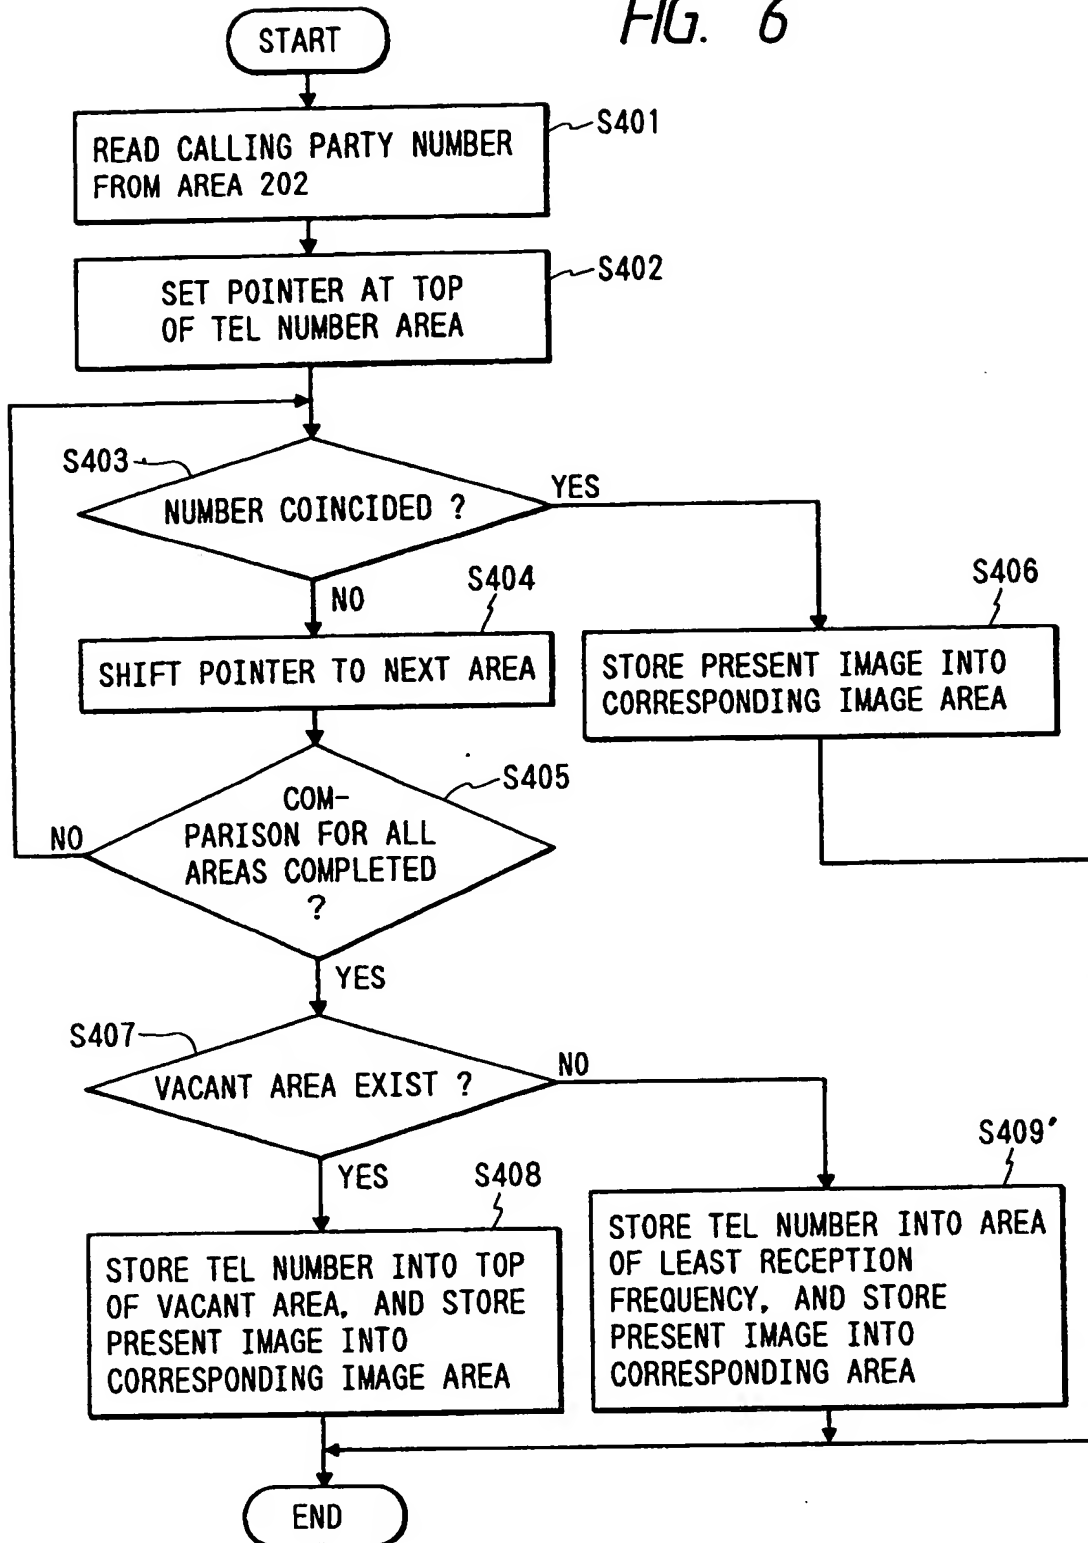 FIG. 6
START
READ CALLING PARTY NUMBER
FROM AREA 202
S401
SET POINTER AT TOP
OF TEL NUMBER AREA
S402
S403
NUMBER COINCIDED ?
YES
NO
S404
SHIFT POINTER TO NEXT AREA
S406
STORE PRESENT IMAGE INTO
CORRESPONDING IMAGE AREA
S405
COM-
PARISON FOR ALL
AREAS COMPLETED
?
NO
YES
S407
VACANT AREA EXIST ?
NO
YES
S408
STORE TEL NUMBER INTO TOP
OF VACANT AREA, AND STORE
PRESENT IMAGE INTO
CORRESPONDING IMAGE AREA
S409'
STORE TEL NUMBER INTO AREA
OF LEAST RECEPTION
FREQUENCY, AND STORE
PRESENT IMAGE INTO
CORRESPONDING AREA
END